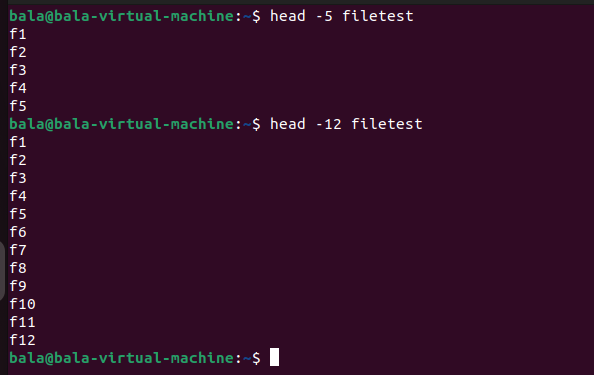 bala@bala-virtual-machine:~$ head -5 filetest
f1
f2
f3
f4
f5
bala@bala-virtual-machine:~$ head -12 filetest
f1
f2
f3
f4
f5
f6
f7
f8
f9
f10
f11
f12
bala@bala-virtual-machine:~$